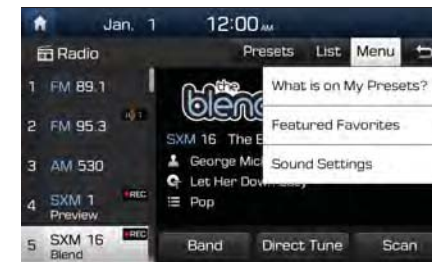 Jan. 1 12:00 AM
Radio Presets List Menu
1 FM 89.1
2 FM 95.3
3 AM 530
4 SXM 1 REC
Preview
5 SXM 16 REC
Blend
the
blend
SXM 16 The B
George Mic
Let Her Down Easy
Pop
What is on My Presets?
Featured Favorites
Sound Settings
Band Direct Tune Scan